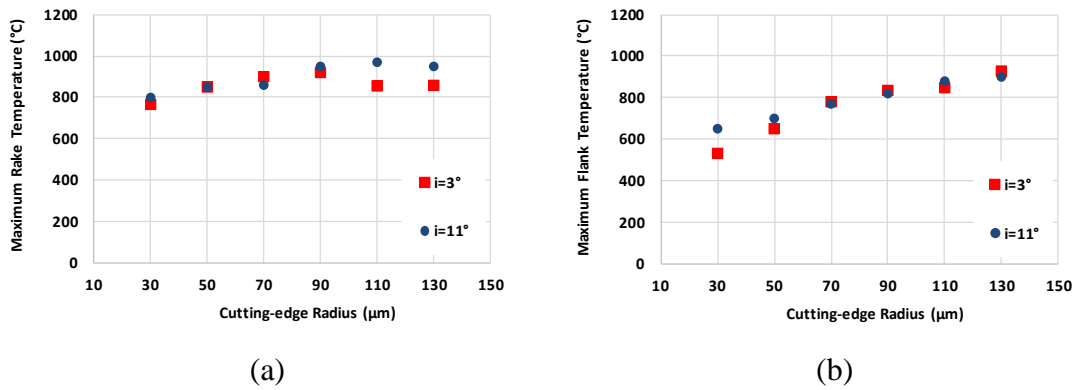 1200
1000
800
600
400
200
0
10 30 50 70 90 110 130 150
Maximum Rake Temperature (°C)
Cutting-edge Radius (µm)
i=3°
i=11°
(a)
1200
1000
800
600
400
200
0
10 30 50 70 90 110 130 150
Maximum Flank Temperature (°C)
Cutting-edge Radius (µm)
i=3°
i=11°
(b)